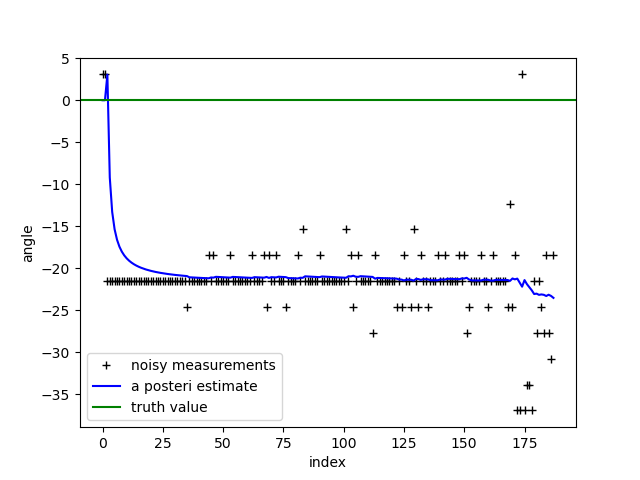 5
0
−5
−10
−15
−20
−25
−30
−35
angle
noisy measurements
a posteri estimate
truth value
0 25 50 75 100 125 150 175
index